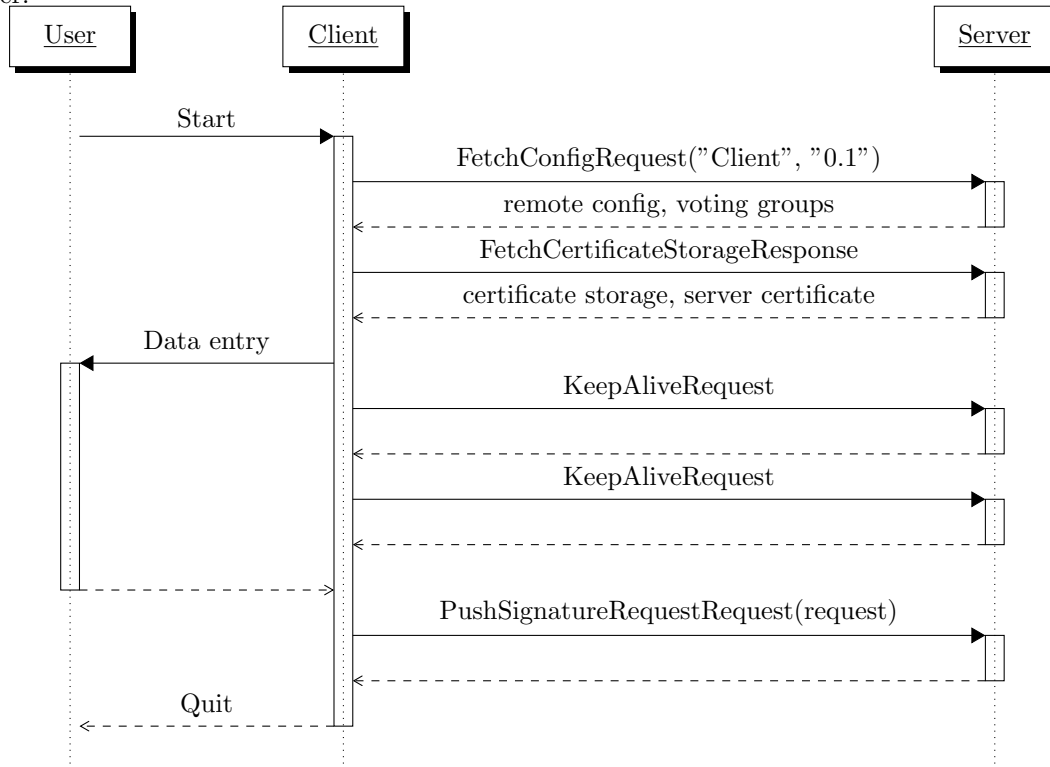 er.
User
Client
Server
Start
FetchConfigRequest("Client", "0.1")
remote config, voting groups
FetchCertificateStorageResponse
certificate storage, server certificate
Data entry
KeepAliveRequest
KeepAliveRequest
PushSignatureRequestRequest(request)
Quit